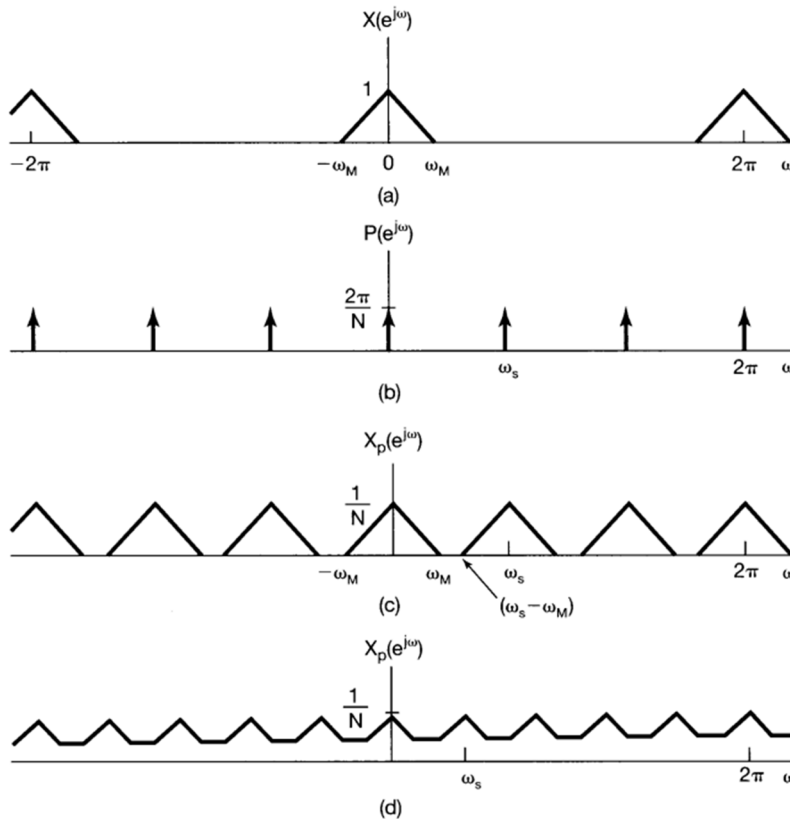 X(e^{jω})
1
−2π −ω_M 0 ω_M 2π ω
(a)
P(e^{jω})
2π
N
ω_s 2π ω
(b)
X_p(e^{jω})
1
N
−ω_M ω_M ω_s 2π ω
(c) (ω_s−ω_M)
X_p(e^{jω})
1
N
ω_s 2π ω
(d)